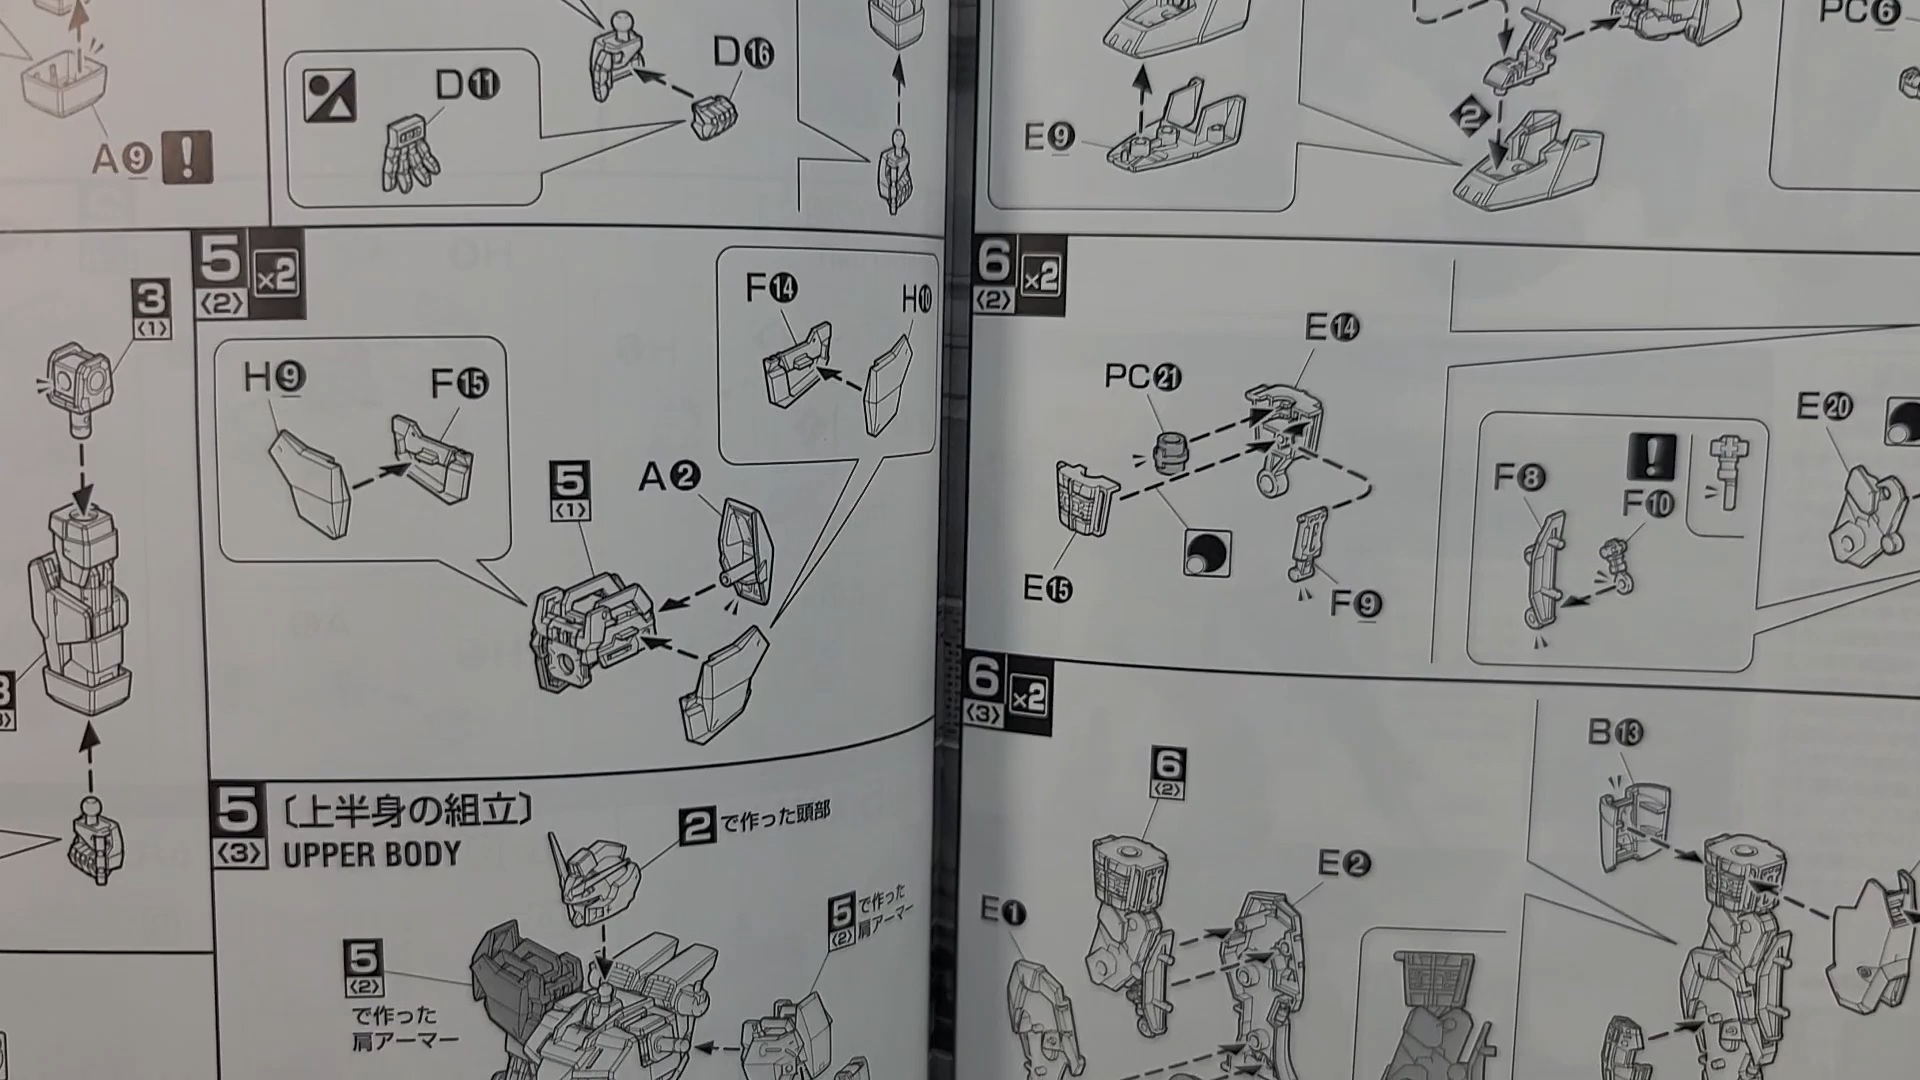 A9 !
D11
D16
3
〈1〉
5 ×2
〈2〉
H9
F15
F14
H10
5
〈1〉
A2
5 〔上半身の組立〕
〈3〉 UPPER BODY
2 で作った頭部
5 で作った
〈2〉 肩アーマー
5
〈2〉
で作った
肩アーマー
PC6
E9
2
6 ×2
〈2〉
E14
PC21
E15
F9
E20
F8
!
F10
6 ×2
〈3〉
6
〈2〉
E1
E2
B13